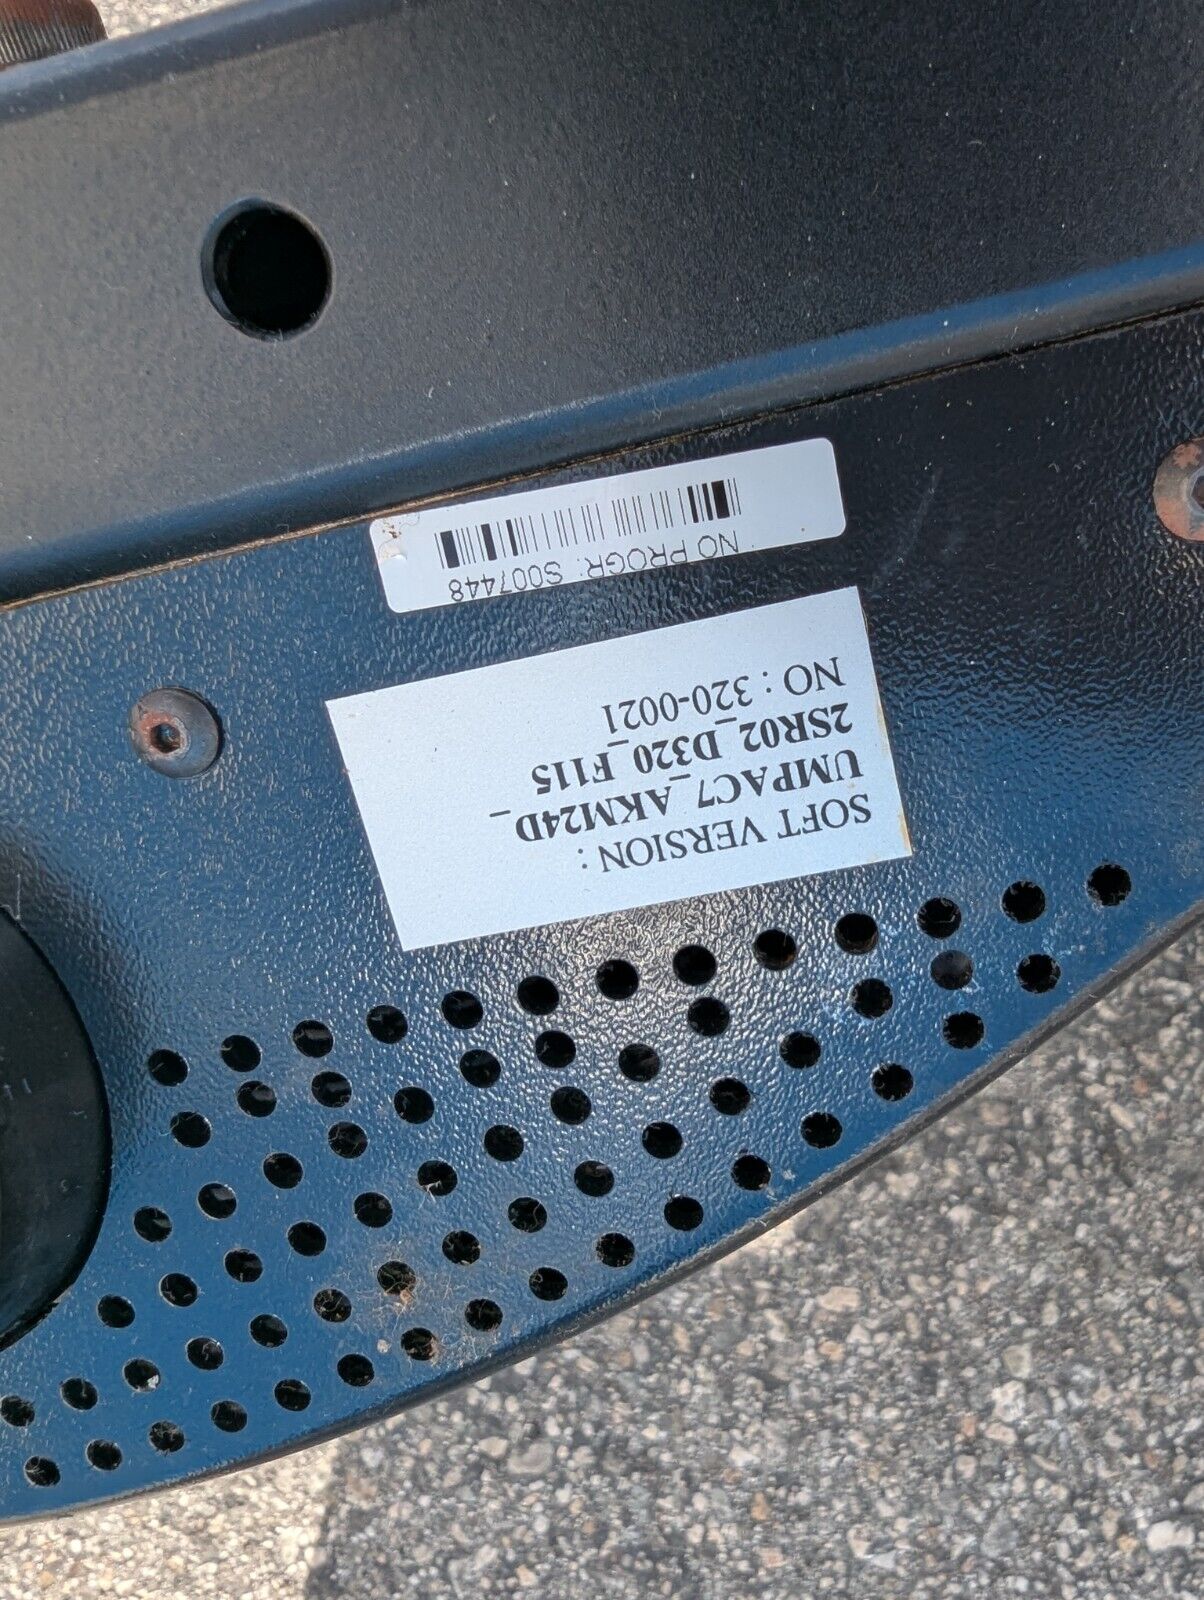 SOFT VERSION :
UMPAC7_AKM24D_
2SR02_D320_F115
NO : 320-0021
NO PROGR: S007448